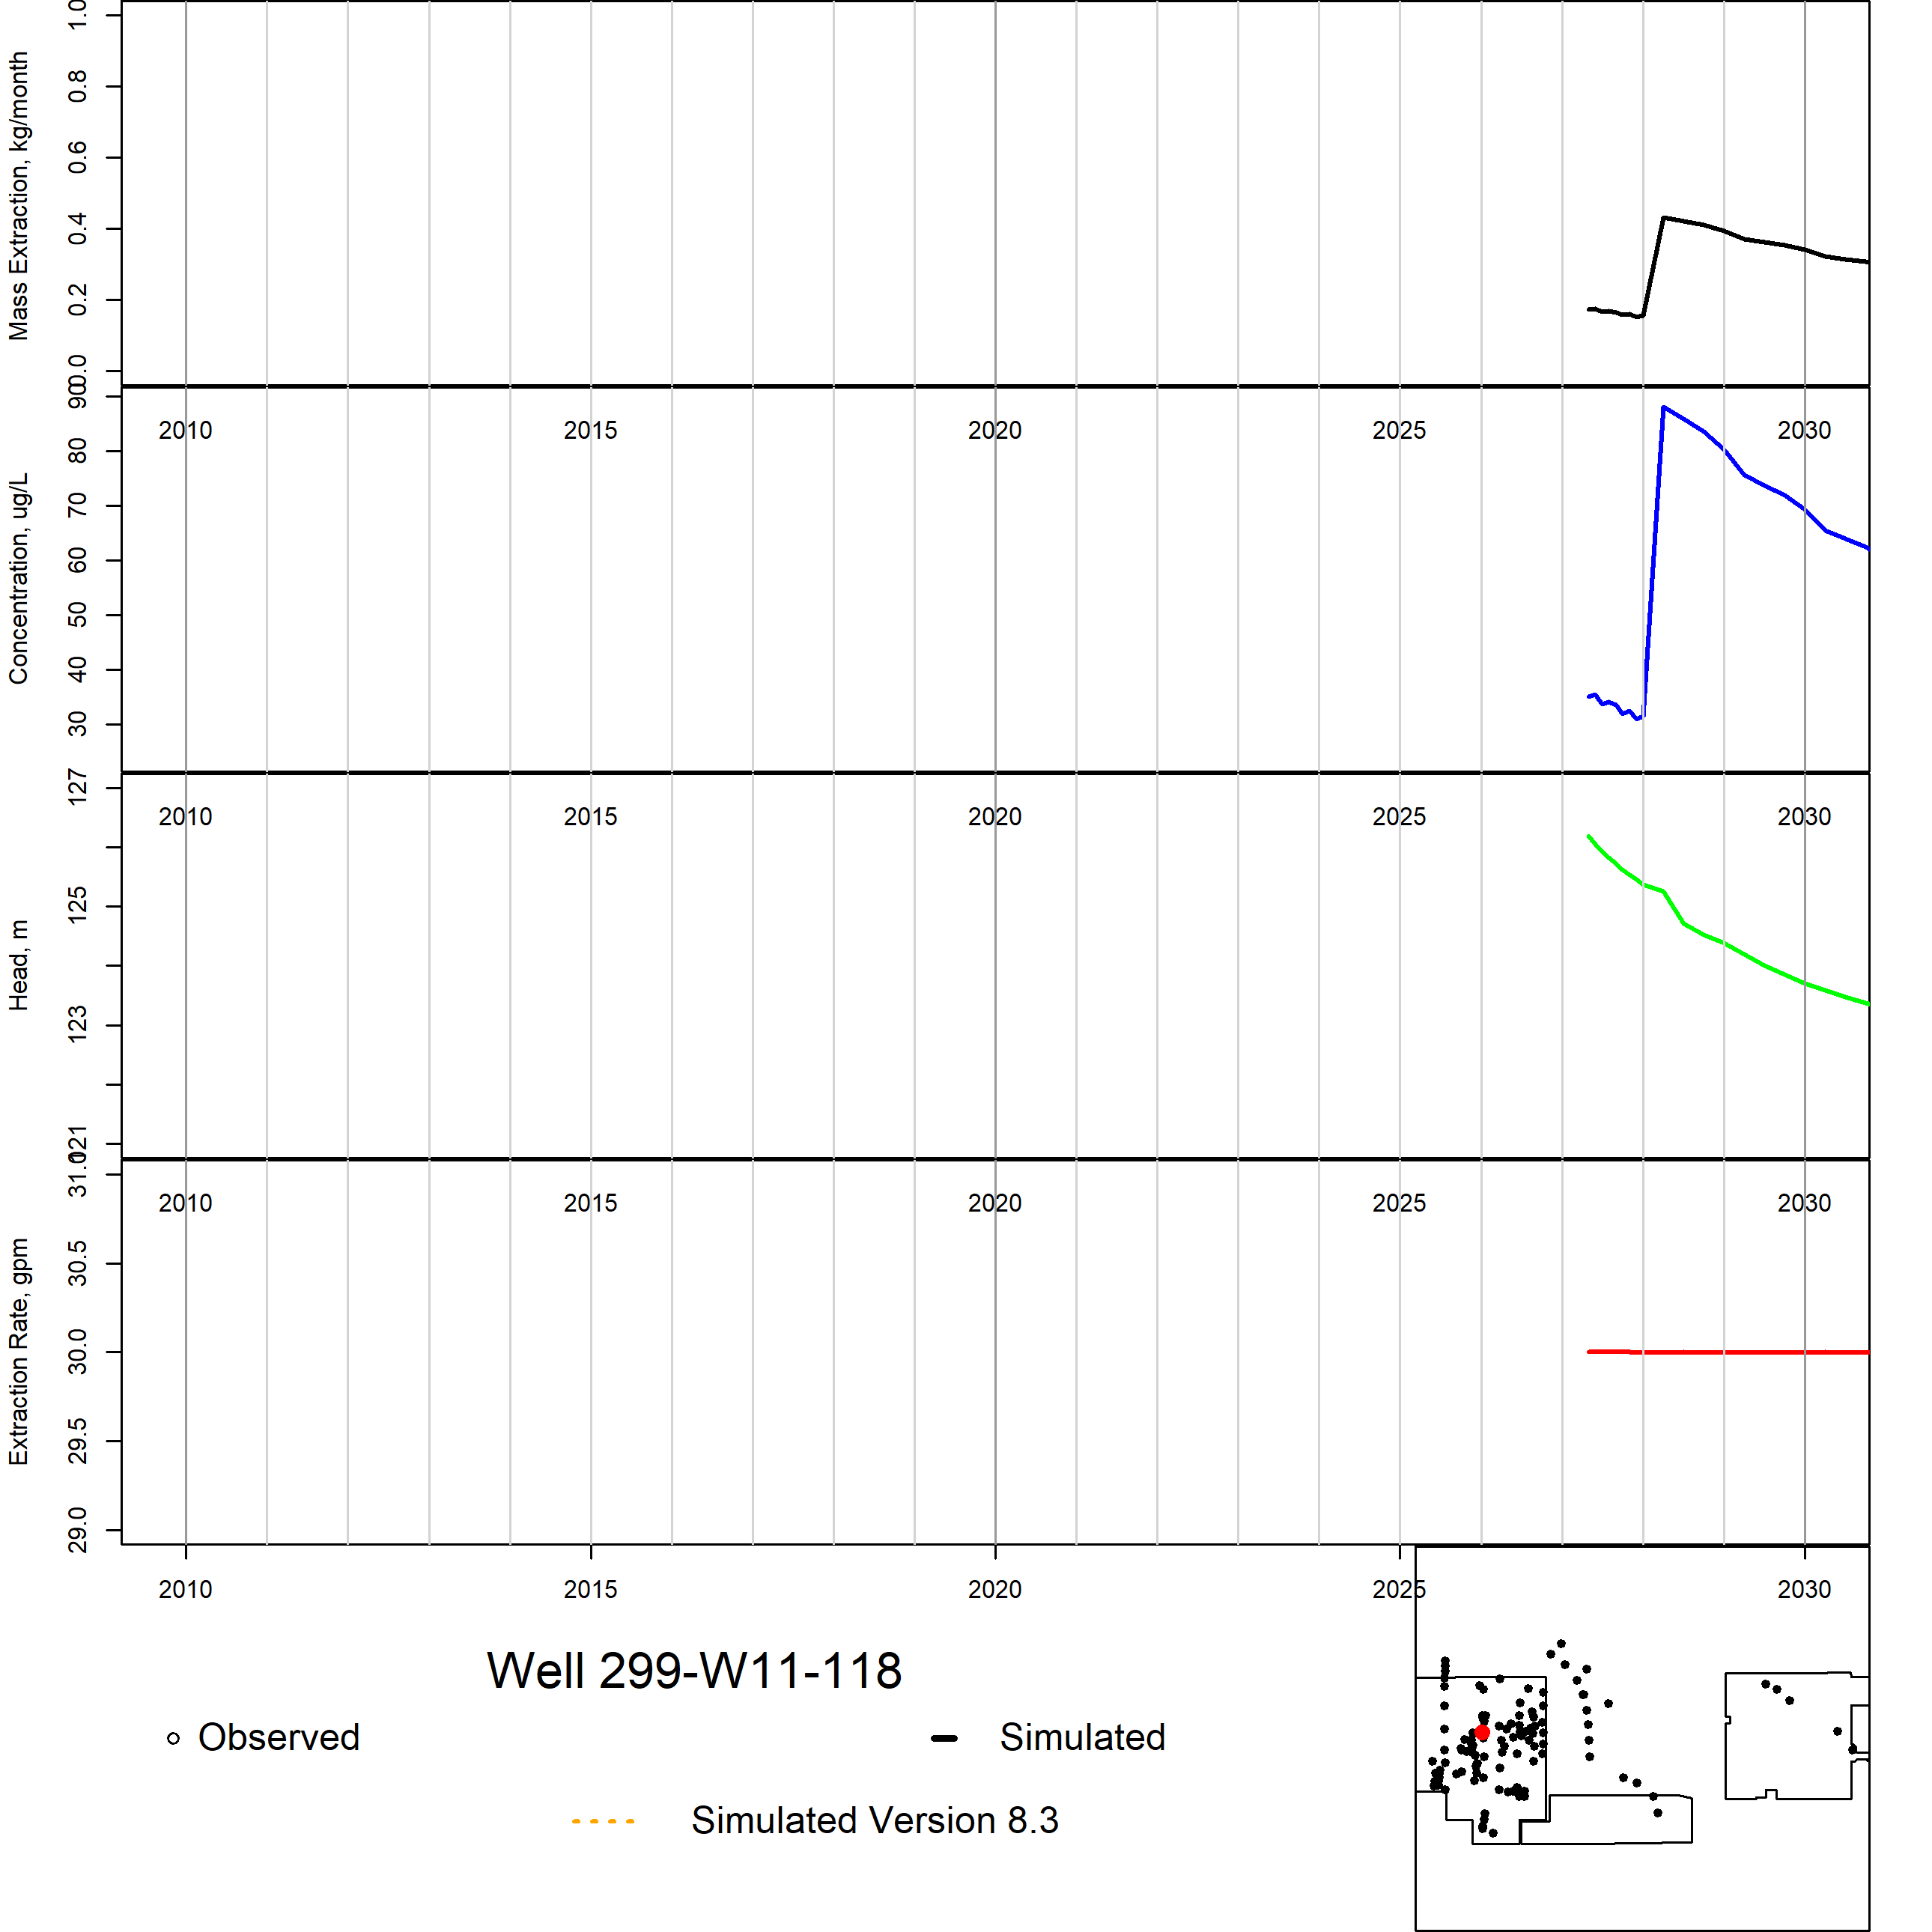 Mass Extraction, kg/month
1.0
0.8
0.6
0.4
0.2
0.0
2010 2015 2020 2025 2030
Concentration, ug/L
90
80
70
60
50
40
30
2010 2015 2020 2025 2030
Head, m
127
125
123
121
2010 2015 2020 2025 2030
Extraction Rate, gpm
31.0
30.5
30.0
29.5
29.0
2010 2015 2020 2025 2030
Well 299-W11-118
Observed
Simulated
Simulated Version 8.3